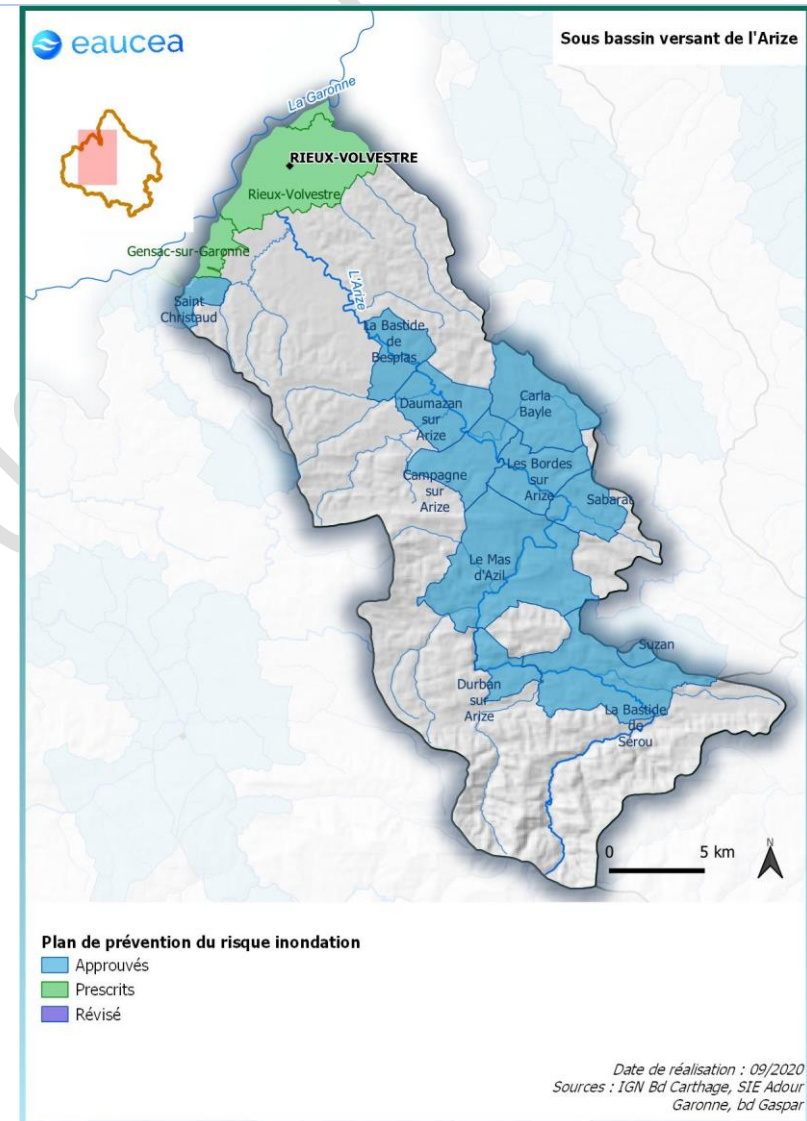 eaucea
Sous bassin versant de l'Arize
La Garonne
RIEUX-VOLVESTRE
Rieux-Volvestre
Gensac-sur-Garonne
L'Arize
Saint
Christaud
La Bastide
de
Besplas
Carla
Bayle
Daumazan
sur
Arize
Les Bordes
sur
Arize
Campagne
sur
Arize
Sabarat
Le Mas
d'Azil
Suzan
Durban
sur
Arize
La Bastide
de
Sérou
0 5 km
N
Plan de prévention du risque inondation
Approuvés
Prescrits
Révisé
Date de réalisation : 09/2020
Sources : IGN Bd Carthage, SIE Adour
Garonne, bd Gaspar